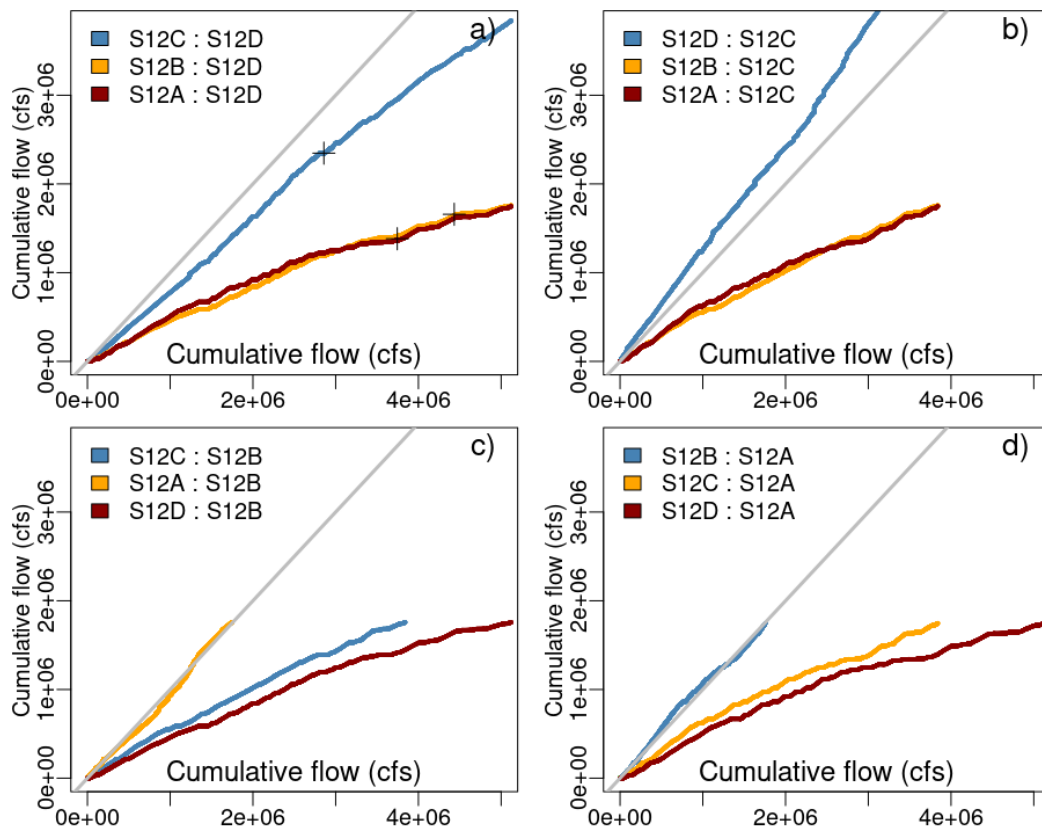 a)
S12C : S12D
S12B : S12D
S12A : S12D
Cumulative flow (cfs)
0e+00 1e+06 2e+06 3e+06
Cumulative flow (cfs)
0e+00 2e+06 4e+06
b)
S12D : S12C
S12B : S12C
S12A : S12C
Cumulative flow (cfs)
0e+00 1e+06 2e+06 3e+06
Cumulative flow (cfs)
0e+00 2e+06 4e+06
c)
S12C : S12B
S12A : S12B
S12D : S12B
Cumulative flow (cfs)
0e+00 1e+06 2e+06 3e+06
Cumulative flow (cfs)
0e+00 2e+06 4e+06
d)
S12B : S12A
S12C : S12A
S12D : S12A
Cumulative flow (cfs)
0e+00 1e+06 2e+06 3e+06
Cumulative flow (cfs)
0e+00 2e+06 4e+06